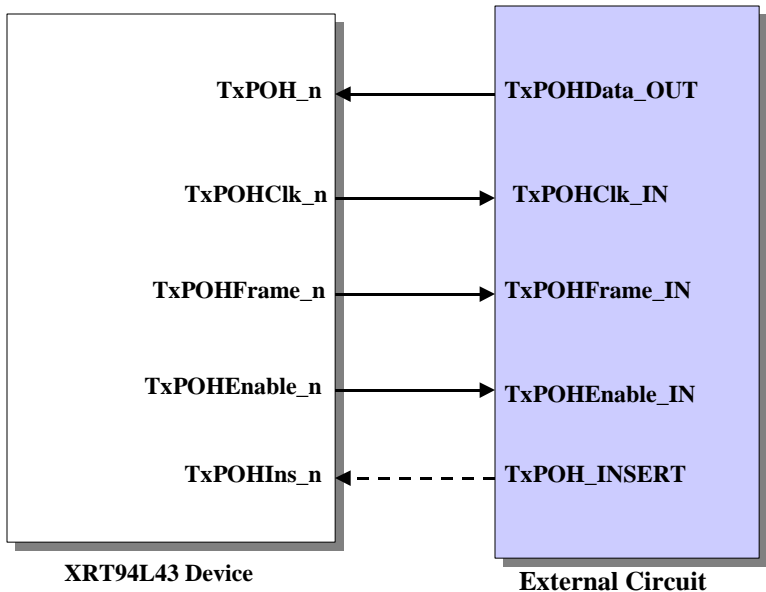 TxPOH_n
TxPOHData_OUT
TxPOHClk_n
TxPOHClk_IN
TxPOHFrame_n
TxPOHFrame_IN
TxPOHEnable_n
TxPOHEnable_IN
TxPOHIns_n
TxPOH_INSERT
XRT94L43 Device
External Circuit